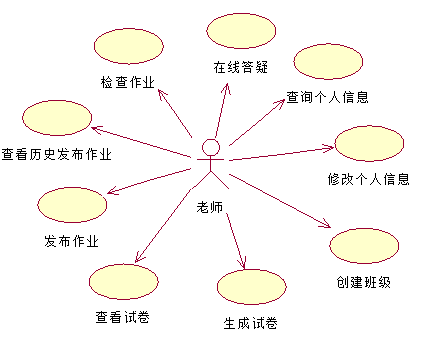 在线答疑
检查作业
查询个人信息
查看历史发布作业
修改个人信息
老师
发布作业
创建班级
查看试卷
生成试卷